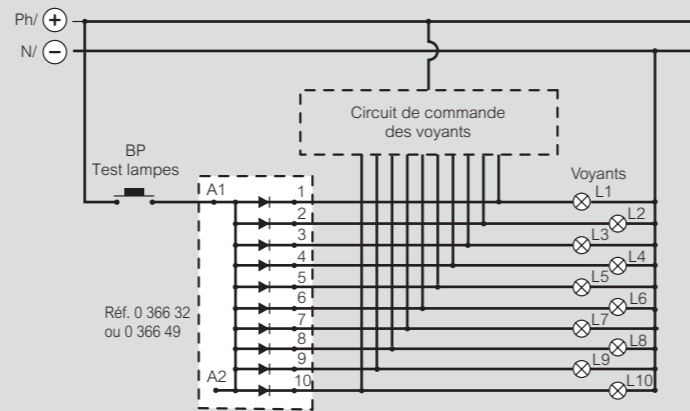 Ph/ +
N/ −
Circuit de commande
des voyants
BP
Test lampes
Voyants
A1
1
L1
2
L2
3
L3
4
L4
5
L5
6
L6
Réf. 0 366 32
ou 0 366 49
7
L7
8
L8
9
L9
A2
10
L10